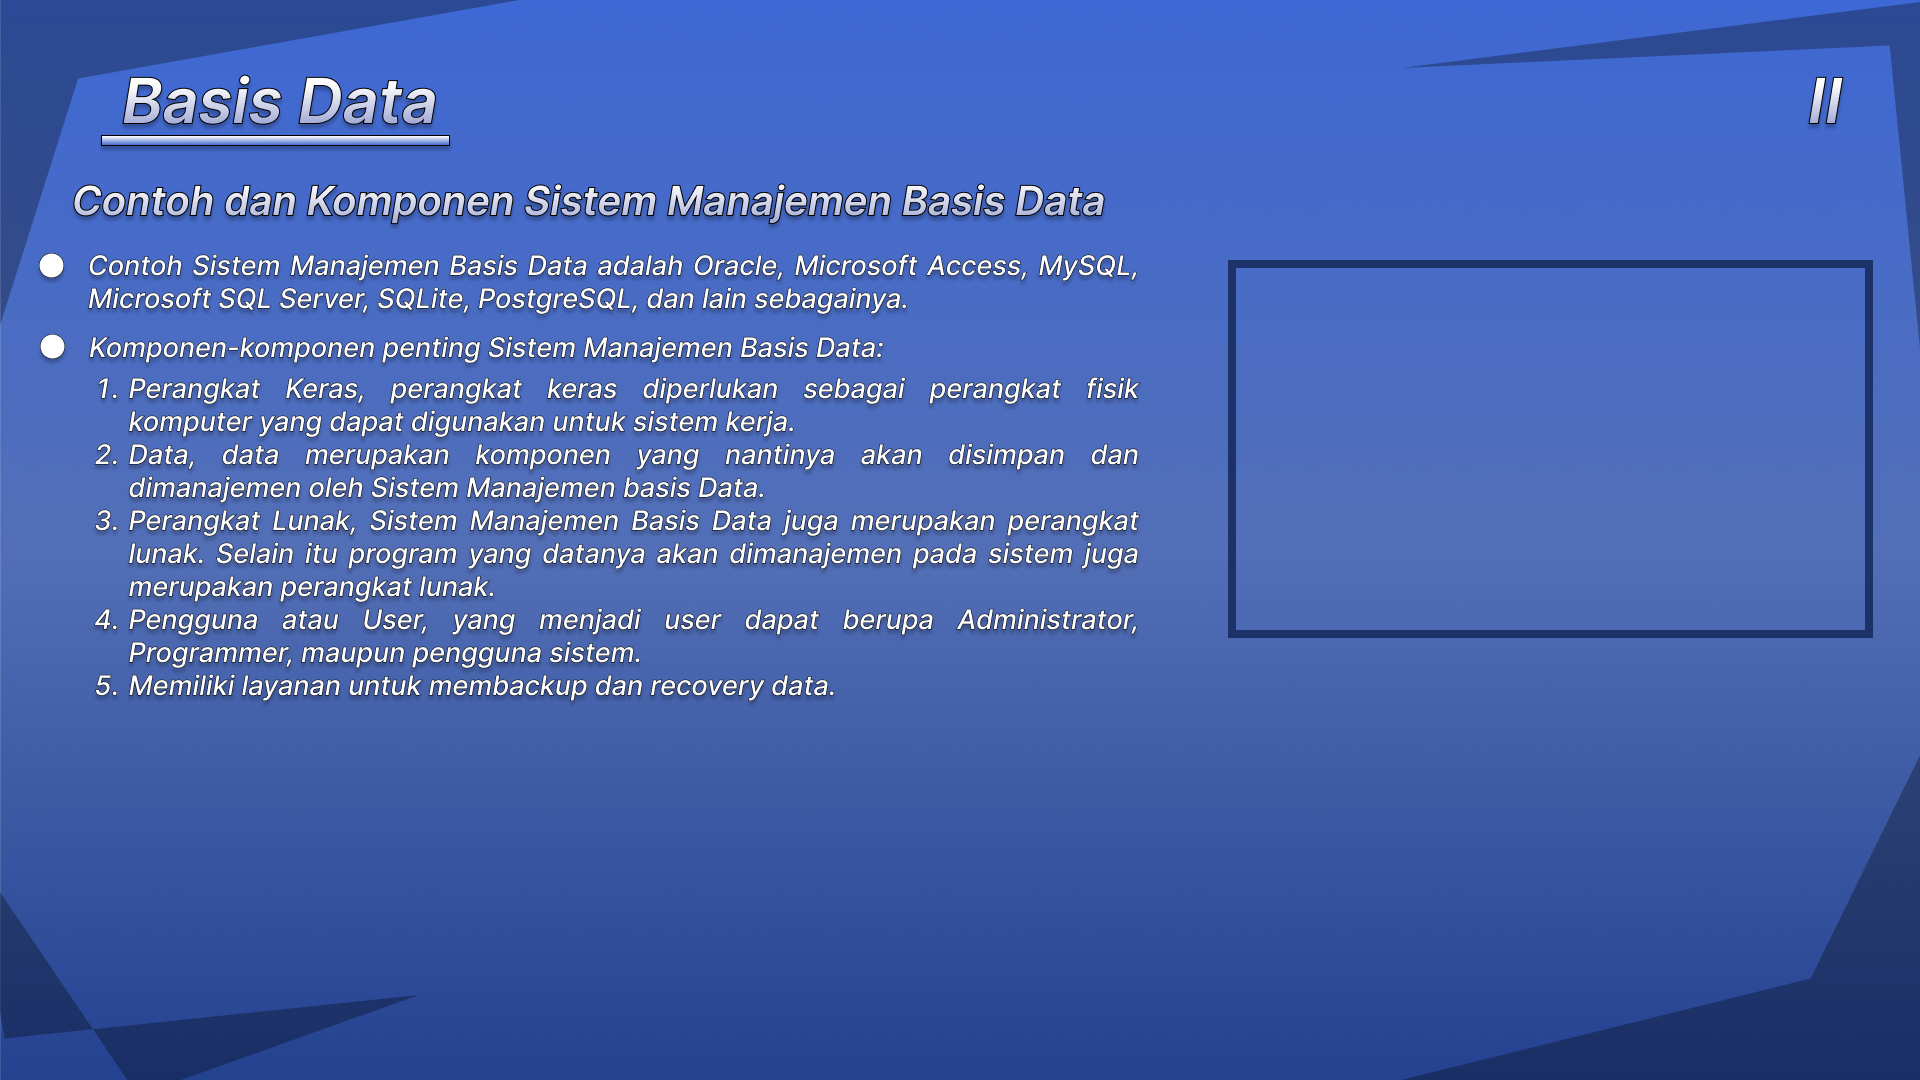 Basis Data
II
Contoh dan Komponen Sistem Manajemen Basis Data
Contoh Sistem Manajemen Basis Data adalah Oracle, Microsoft Access, MySQL,
Microsoft SQL Server, SQLite, PostgreSQL, dan lain sebagainya.
Komponen-komponen penting Sistem Manajemen Basis Data:
1. Perangkat Keras, perangkat keras diperlukan sebagai perangkat fisik
komputer yang dapat digunakan untuk sistem kerja.
2. Data, data merupakan komponen yang nantinya akan disimpan dan
dimanajemen oleh Sistem Manajemen basis Data.
3. Perangkat Lunak, Sistem Manajemen Basis Data juga merupakan perangkat
lunak. Selain itu program yang datanya akan dimanajemen pada sistem juga
merupakan perangkat lunak.
4. Pengguna atau User, yang menjadi user dapat berupa Administrator,
Programmer, maupun pengguna sistem.
5. Memiliki layanan untuk membackup dan recovery data.